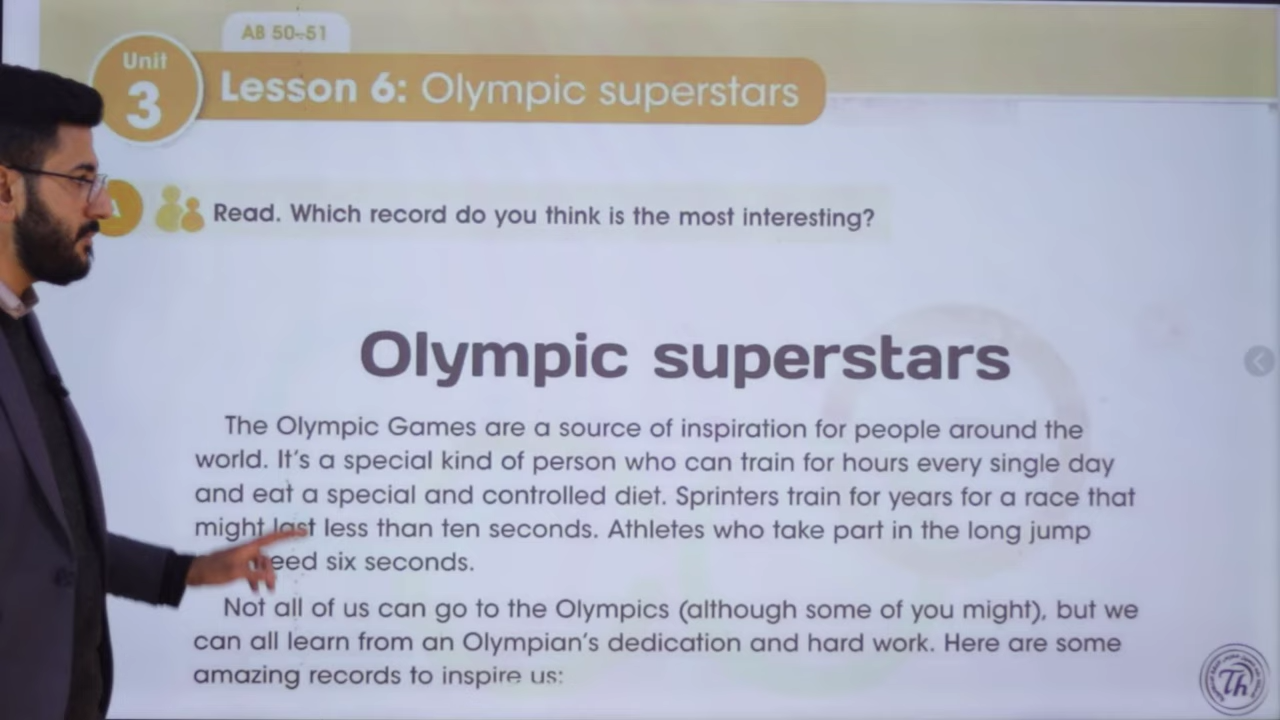 AB 50-51
Unit
3
Lesson 6: Olympic superstars
Read. Which record do you think is the most interesting?
Olympic superstars
The Olympic Games are a source of inspiration for people around the
world. It's a special kind of person who can train for hours every single day
and eat a special and controlled diet. Sprinters train for years for a race that
might last less than ten seconds. Athletes who take part in the long jump
six seconds.
Not all of us can go to the Olympics (although some of you might), but we
can all learn from an Olympian's dedication and hard work. Here are some
amazing records to inspire us:
Th